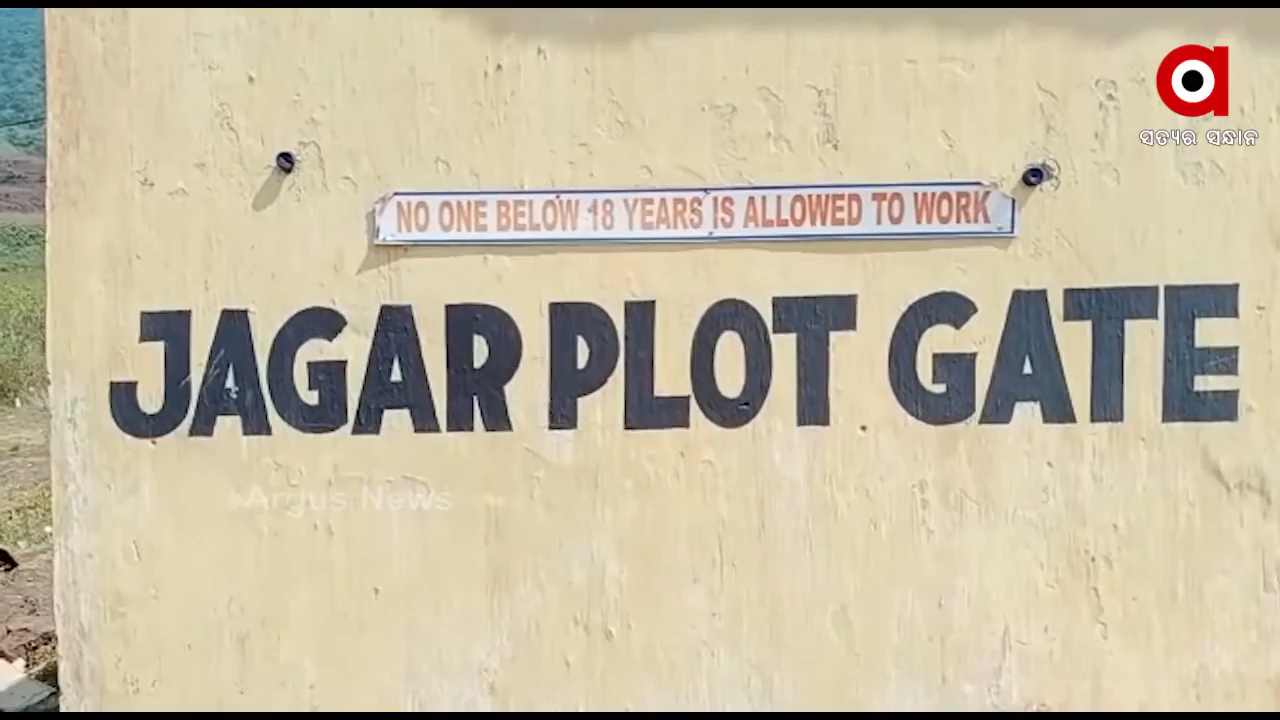 ସତ୍ୟର ସନ୍ଧାନ
NO ONE BELOW 18 YEARS IS ALLOWED TO WORK
JAGAR PLOT GATE
Argus News